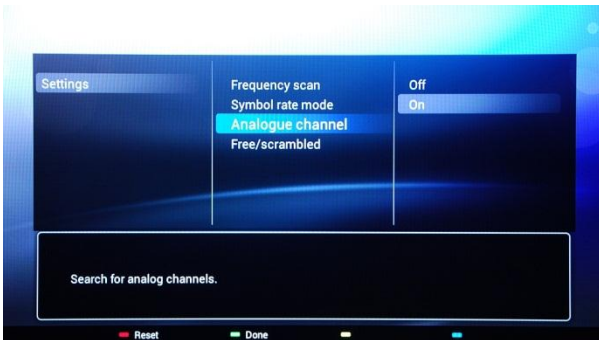 Settings
Frequency scan
Symbol rate mode
Analogue channel
Free/scrambled
Off
On
Search for analog channels.
Reset
Done